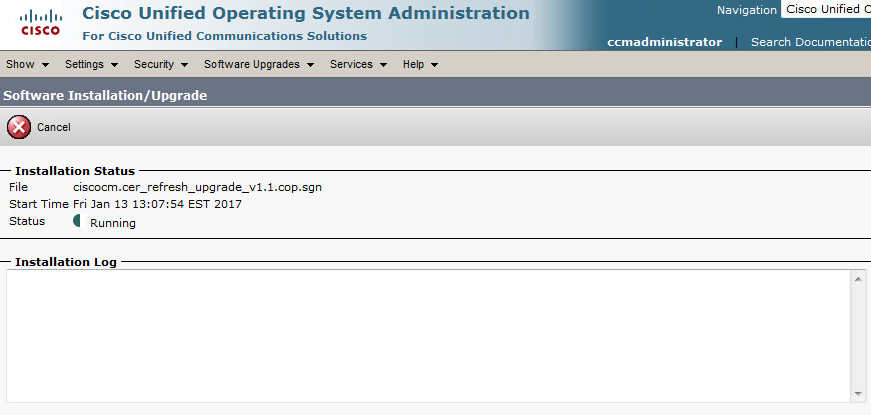 Cisco Unified Operating System Administration
Navigation Cisco Unified
CISCO
For Cisco Unified Communications Solutions
ccmadministrator | Search Documentatic
Show Settings Security Software Upgrades Services Help
Software Installation/Upgrade
Cancel
Installation Status
File ciscocm.cer_refresh_upgrade_v1.1.cop.sgn
Start Time Fri Jan 13 13:07:54 EST 2017
Status Running
Installation Log